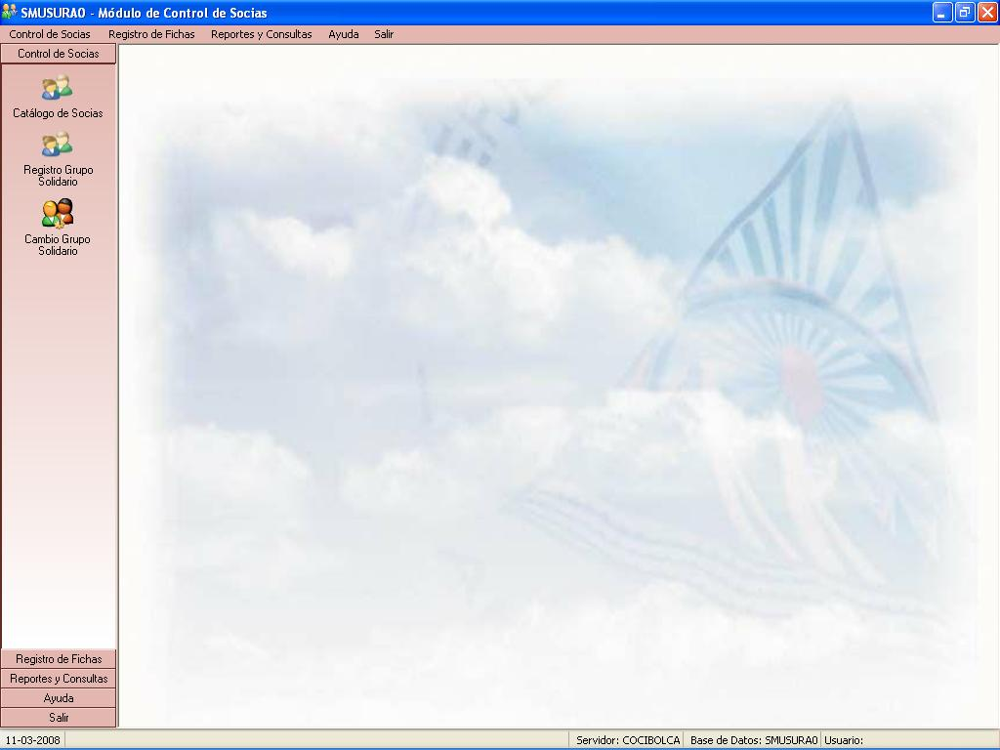 SMUSURA0 - Módulo de Control de Socias
Control de Socias Registro de Fichas Reportes y Consultas Ayuda Salir
Control de Socias
Catálogo de Socias
Registro Grupo
Solidario
Cambio Grupo
Solidario
Registro de Fichas
Reportes y Consultas
Ayuda
Salir
11-03-2008 Servidor: COCIBOLCA Base de Datos: SMUSURA0 Usuario: